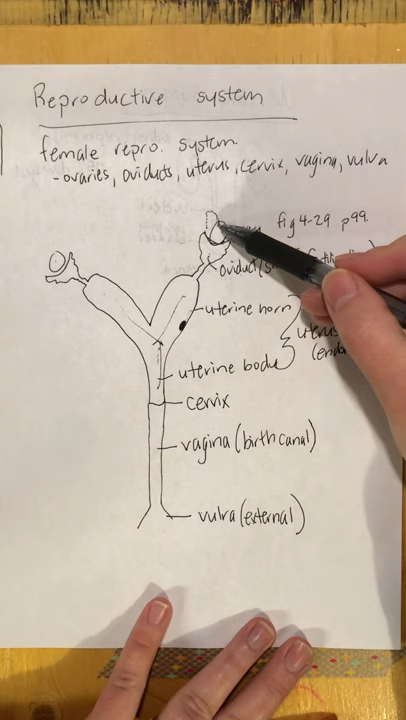 Reproductive system
female repro. system
- ovaries, oviducts, uterus, cervix, vagina, vulva
fig 4-29 p99
oviduct/
uterine horn
uterus
uterine body
cervix
vagina (birth canal)
vulva (external)